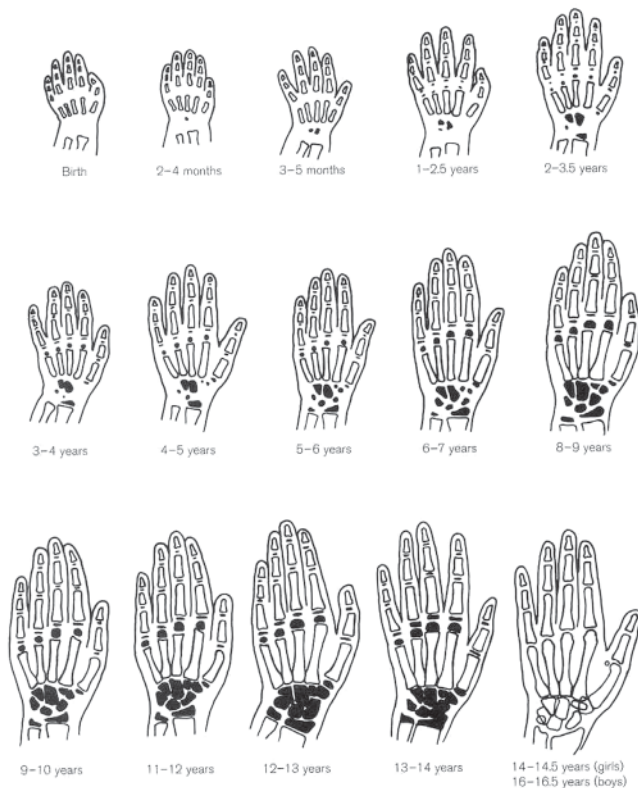 Birth
2–4 months
3–5 months
1–2.5 years
2–3.5 years
3–4 years
4–5 years
5–6 years
6–7 years
8–9 years
9–10 years
11–12 years
12–13 years
13–14 years
14–14.5 years (girls)
16–16.5 years (boys)